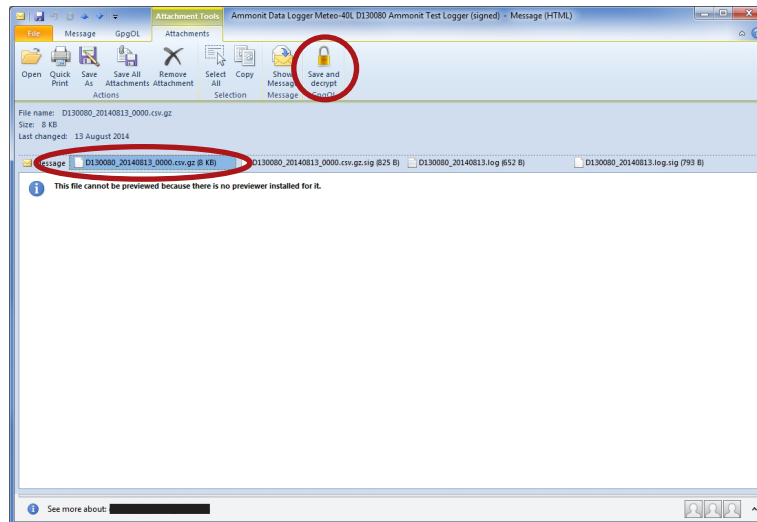 Attachment Tools Ammonit Data Logger Meteo-40L D130080 Ammonit Test Logger (signed) - Message (HTML)
File Message GpgOL Attachments
Open Quick Print Save As Save All Attachments Remove Attachment Select All Copy Show Message Save and decrypt
Actions Selection Message GpgOL
File name: D130080_20140813_0000.csv.gz
Size: 8 KB
Last changed: 13 August 2014
Message D130080_20140813_0000.csv.gz (8 KB) D130080_20140813_0000.csv.gz.sig (825 B) D130080_20140813.log (652 B) D130080_20140813.log.sig (793 B)
This file cannot be previewed because there is no previewer installed for it.
See more about: